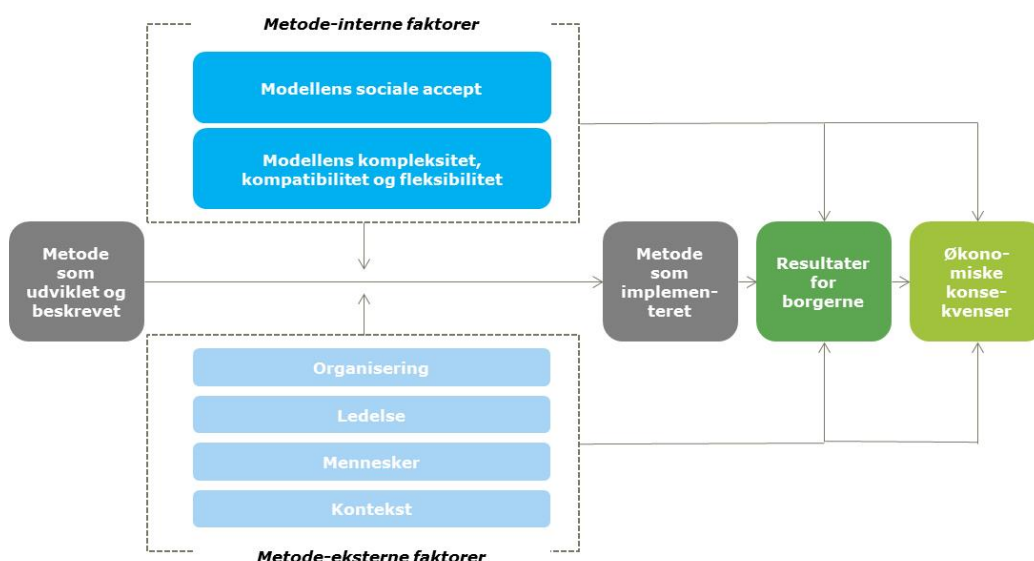 Metode-interne faktorer
Modellens sociale accept
Modellens kompleksitet,
kompatibilitet og fleksibilitet
Metode
som
udviklet og
beskrevet
Metode
som
implemen-
teret
Resultater
for
borgerne
Økono-
miske
konse-
kvenser
Organisering
Ledelse
Mennesker
Kontekst
Metode-eksterne faktorer